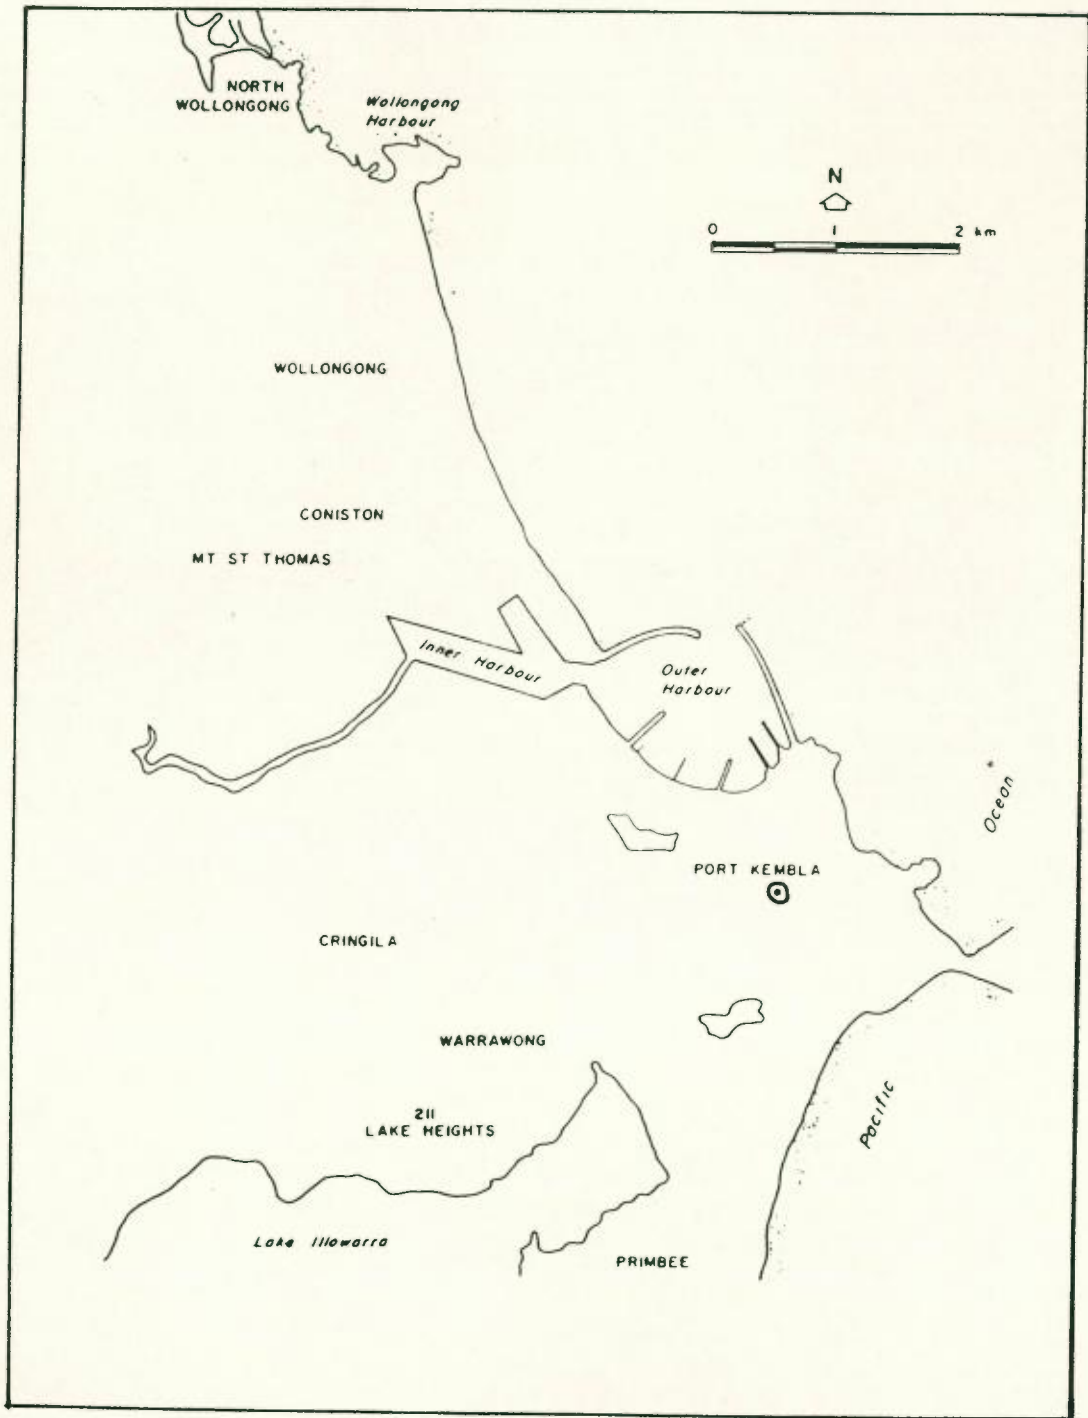 NORTH
WOLLONGONG
Wollongong
Harbour
N
0 1 2 km
WOLLONGONG
CONISTON
MT ST THOMAS
Inner Harbour
Outer
Harbour
Ocean
PORT KEMBLA
CRINGILA
WARRAWONG
211
LAKE HEIGHTS
Pacific
Lake Illawarra
PRIMBEE